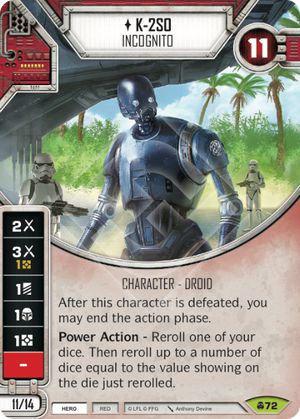 K-2SO
INCOGNITO
11
2
3
1
1
1
1
-
CHARACTER - DROID
After this character is defeated, you
may end the action phase.
Power Action - Reroll one of your
dice. Then reroll up to a number of
dice equal to the value showing on
the die just rerolled.
11/14
HERO
RED
© LFL © FFG
Anthony Devine
72